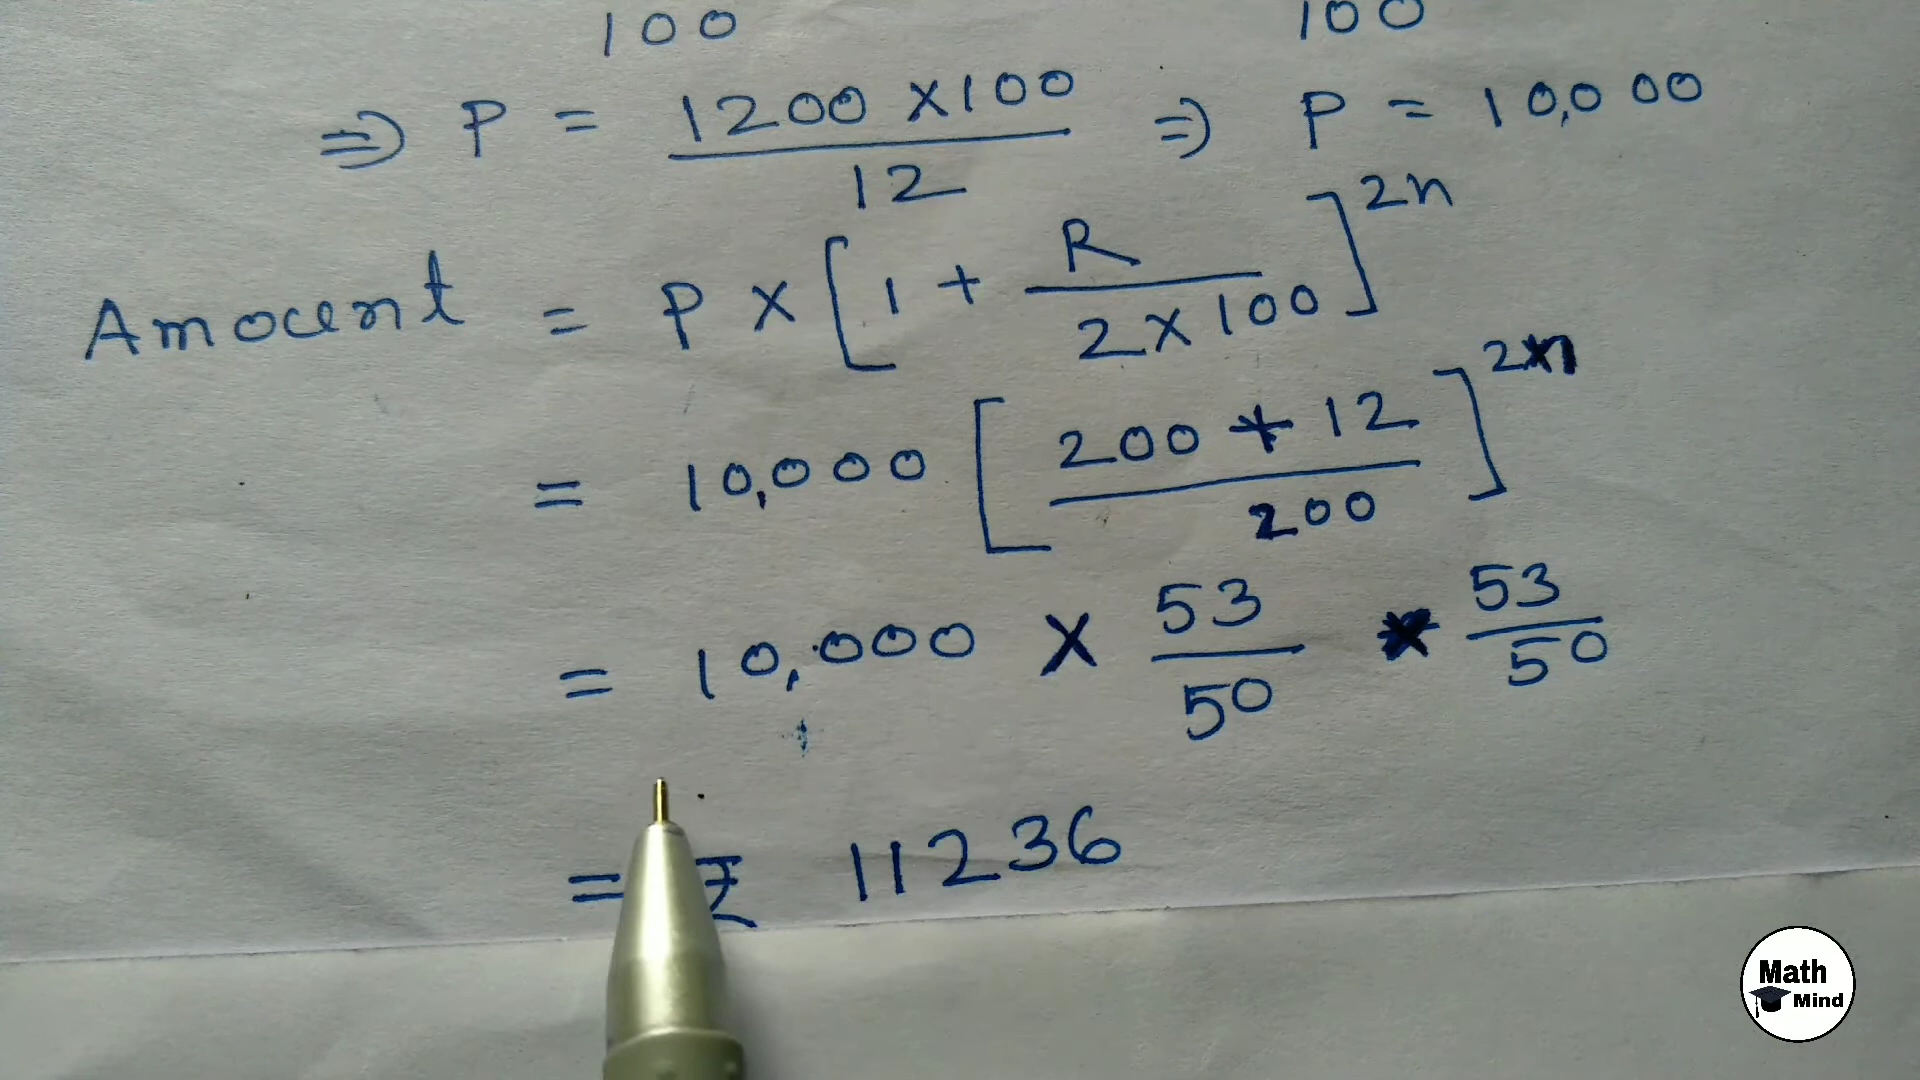 100 100
⇒ P = 1200 × 100 / 12 ⇒ P = 10,000
Amount = P × [1 + R / 2 × 100]^2n
= 10,000 [200 + 12 / 200]^2×1
= 10,000 × 53/50 × 53/50
= ₹ 11236
Math
Mind